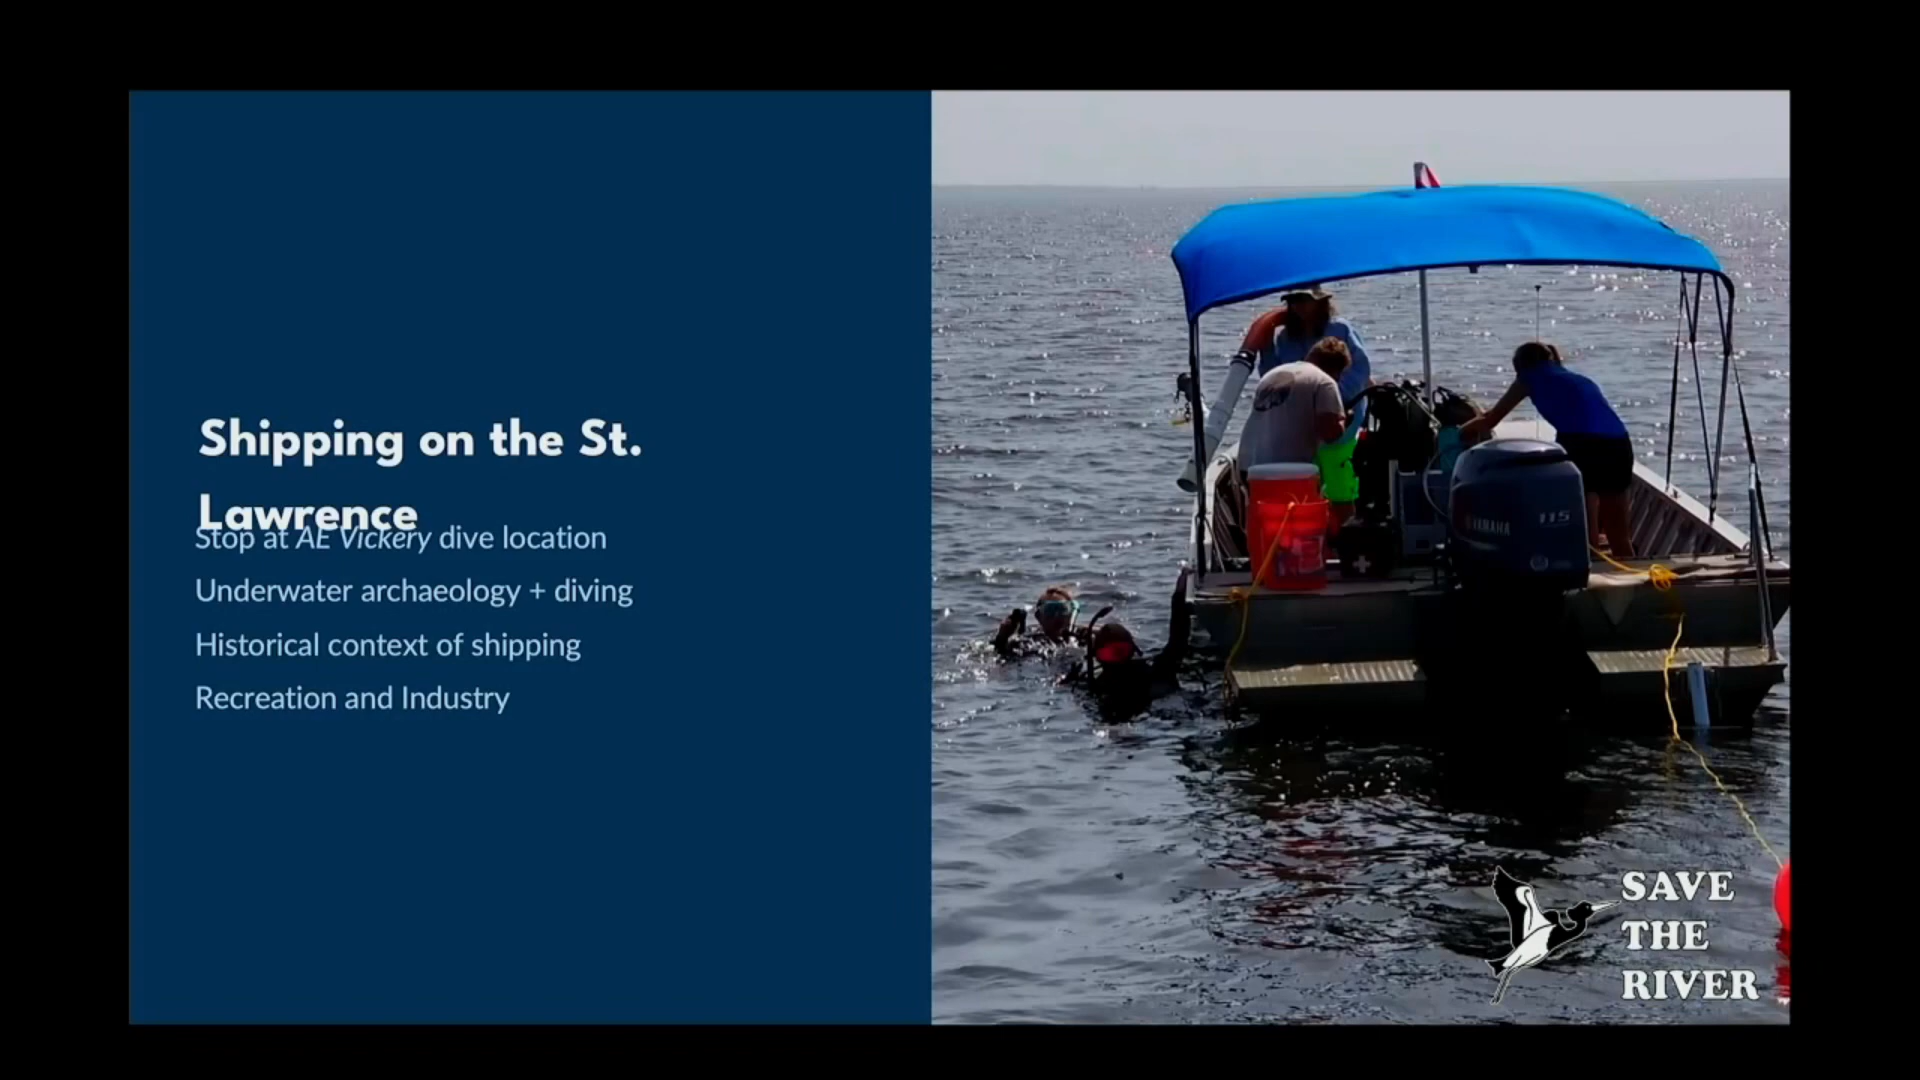 Shipping on the St.
Lawrence
Stop at AE Vickery dive location
Underwater archaeology + diving
Historical context of shipping
Recreation and Industry
YAMAHA
115
SAVE
THE
RIVER